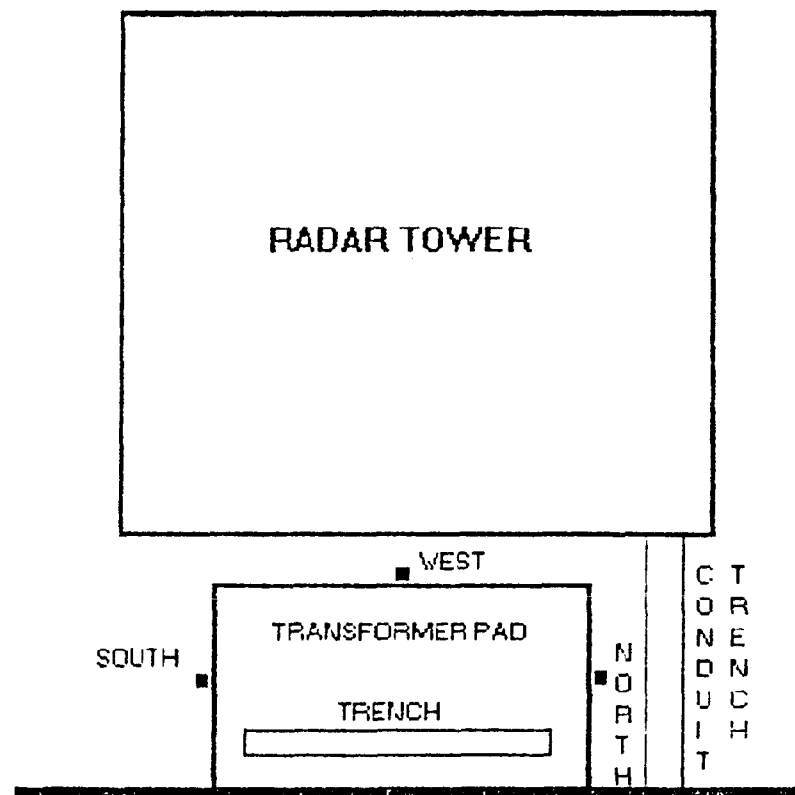 RADAR TOWER
WEST
TRANSFORMER PAD
SOUTH
NORTH
TRENCH
CONDUIT
TRENCH